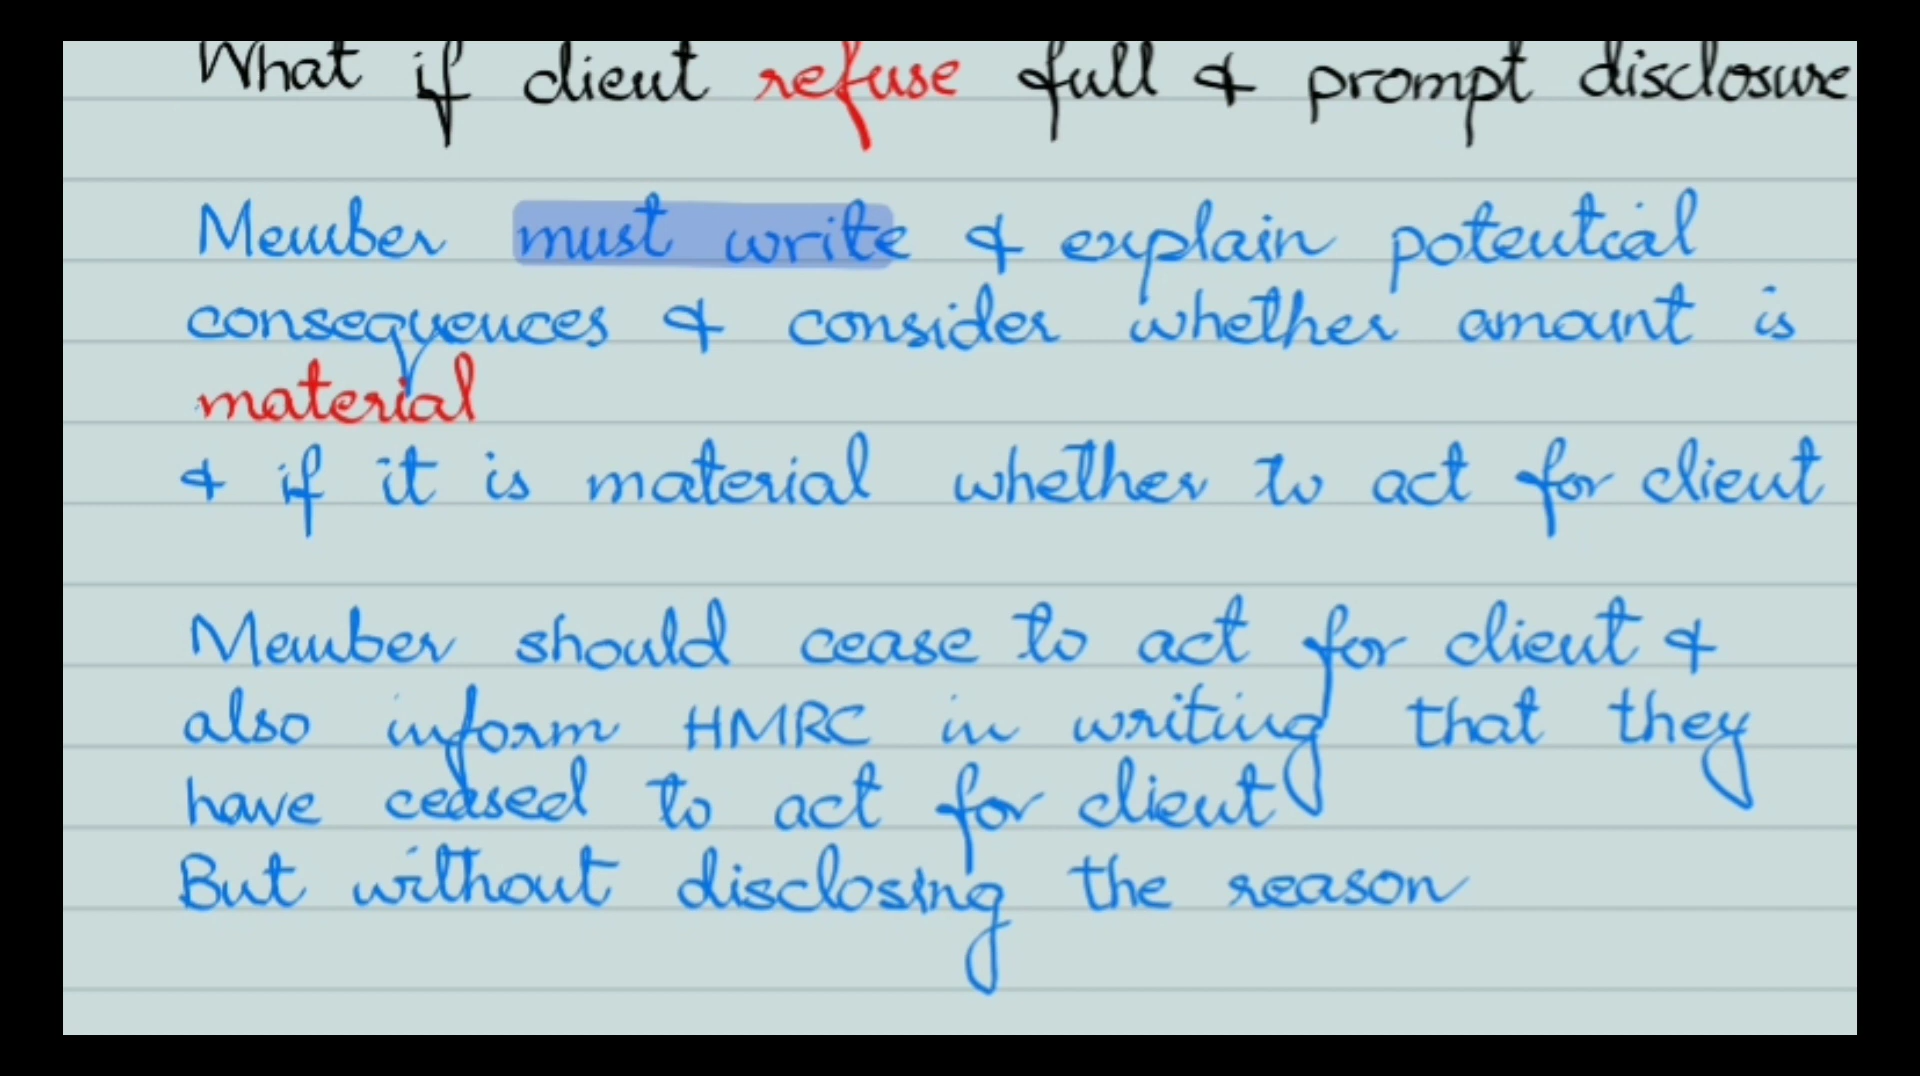 What if client refuse full & prompt disclosure
Member must write & explain potential
consequences & consider whether amount is
material
& if it is material whether to act for client
Member should cease to act for client &
also inform HMRC in writing that they
have ceased to act for client
But without disclosing the reason